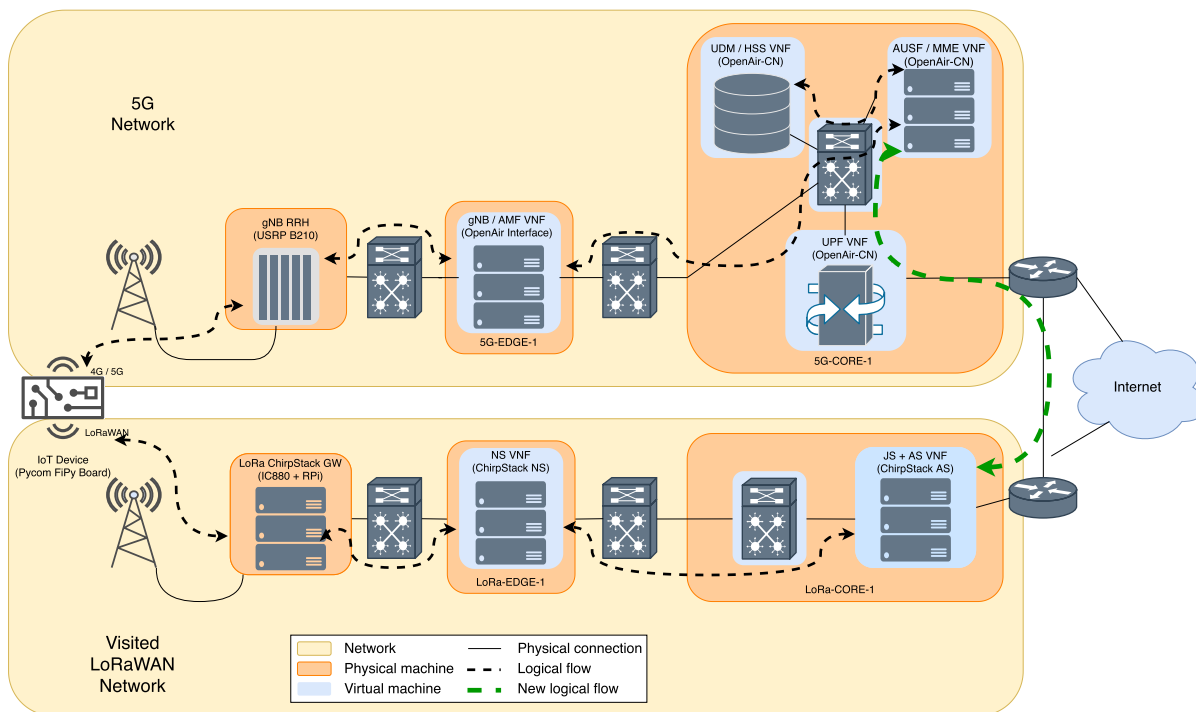 UDM / HSS VNF
(OpenAir-CN)
AUSF / MME VNF
(OpenAir-CN)
5G
Network
gNB RRH
(USRP B210)
gNB / AMF VNF
(OpenAir Interface)
UPF VNF
(OpenAir-CN)
5G-EDGE-1
5G-CORE-1
4G / 5G
Internet
LoRaWAN
IoT Device
(Pycom FiPy Board)
LoRa ChirpStack GW
(IC880 + RPi)
NS VNF
(ChirpStack NS)
JS + AS VNF
(ChirpStack AS)
LoRa-EDGE-1
LoRa-CORE-1
Visited
LoRaWAN
Network
Network
Physical connection
Physical machine
Logical flow
Virtual machine
New logical flow